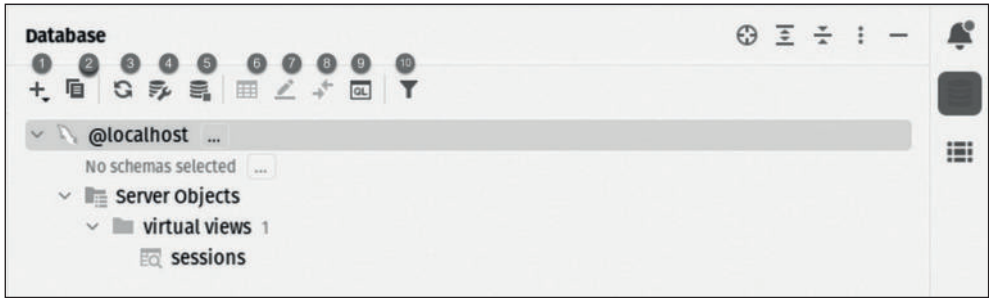 Database
1 2 3 4 5 6 7 8 9 10
QL
@localhost ...
No schemas selected ...
Server Objects
virtual views 1
sessions